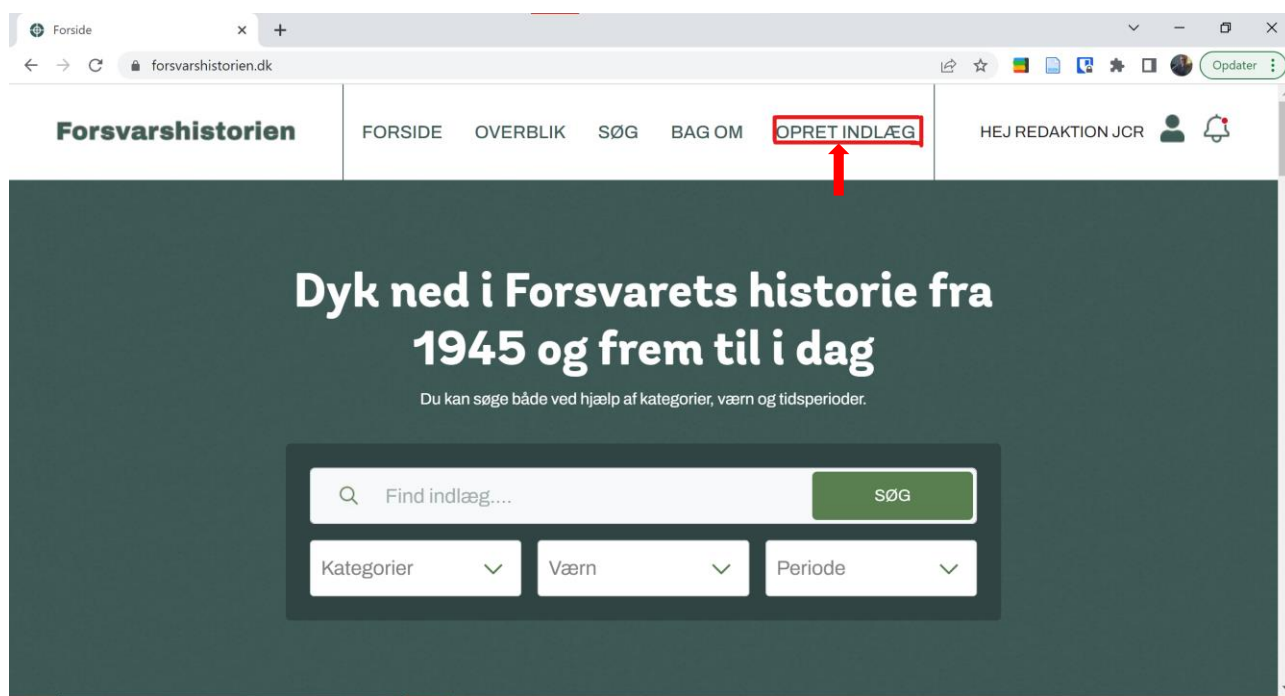 Forside
forsvarshistorien.dk
Opdater
Forsvarshistorien
FORSIDE OVERBLIK SØG BAG OM OPRET INDLÆG
HEJ REDAKTION JCR
Dyk ned i Forsvarets historie fra
1945 og frem til i dag
Du kan søge både ved hjælp af kategorier, værn og tidsperioder.
Find indlæg....
SØG
Kategorier
Værn
Periode